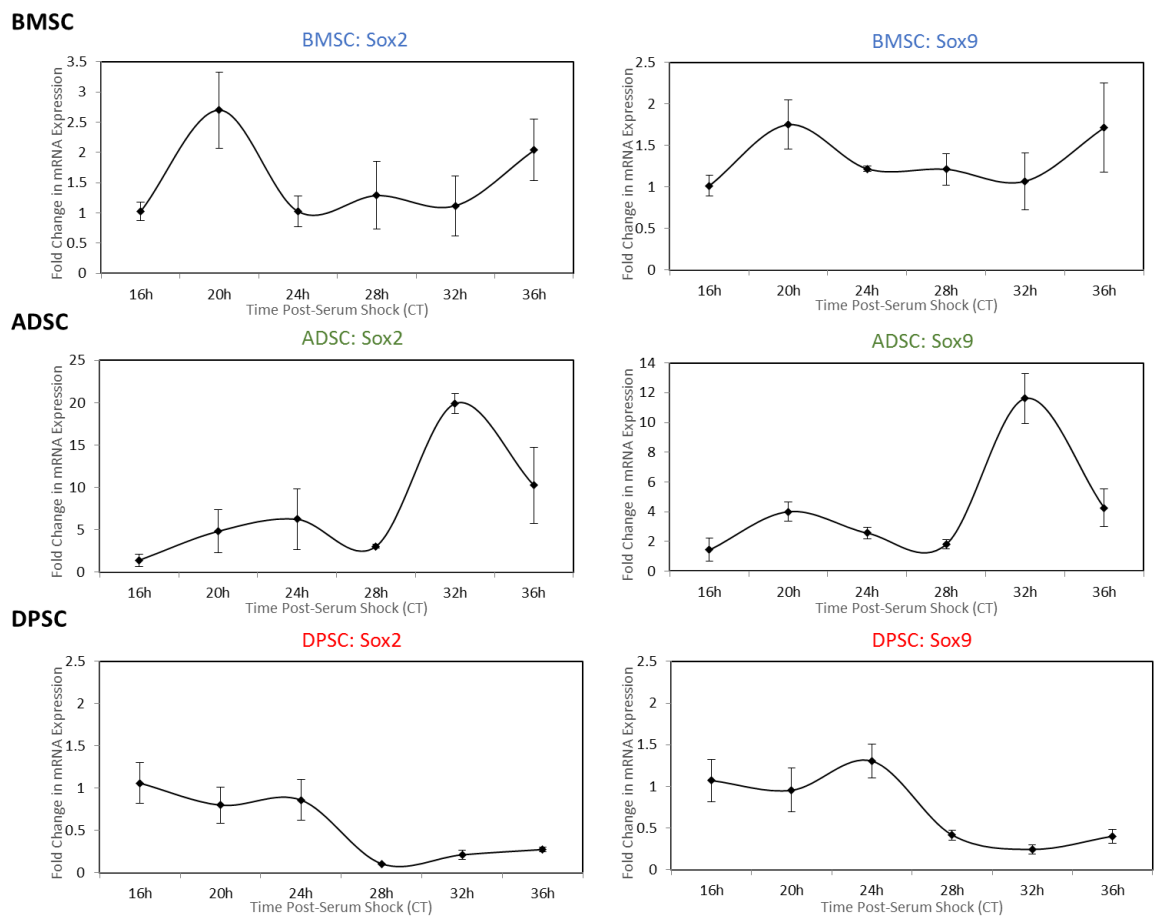 BMSC
BMSC: Sox2
Fold Change in mRNA Expression
3.5
3
2.5
2
1.5
1
0.5
0
16h 20h 24h 28h 32h 36h
Time Post-Serum Shock (CT)
BMSC: Sox9
Fold Change in mRNA Expression
2.5
2
1.5
1
0.5
0
16h 20h 24h 28h 32h 36h
Time Post-Serum Shock (CT)
ADSC
ADSC: Sox2
Fold Change in mRNA Expression
25
20
15
10
5
0
16h 20h 24h 28h 32h 36h
Time Post-Serum Shock (CT)
ADSC: Sox9
Fold Change in mRNA Expression
14
12
10
8
6
4
2
0
16h 20h 24h 28h 32h 36h
Time Post-Serum Shock (CT)
DPSC
DPSC: Sox2
Fold Change in mRNA Expression
2.5
2
1.5
1
0.5
0
16h 20h 24h 28h 32h 36h
Time Post-Serum Shock (CT)
DPSC: Sox9
Fold Change in mRNA Expression
2.5
2
1.5
1
0.5
0
16h 20h 24h 28h 32h 36h
Time Post-Serum Shock (CT)